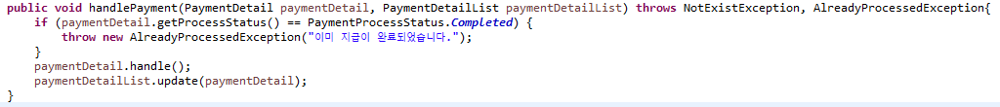 public void handlePayment(PaymentDetail paymentDetail, PaymentDetailList paymentDetailList) throws NotExistException, AlreadyProcessedException{
if (paymentDetail.getProcessStatus() == PaymentProcessStatus.Completed) {
throw new AlreadyProcessedException("이미 지급이 완료되었습니다.");
}
paymentDetail.handle();
paymentDetailList.update(paymentDetail);
}